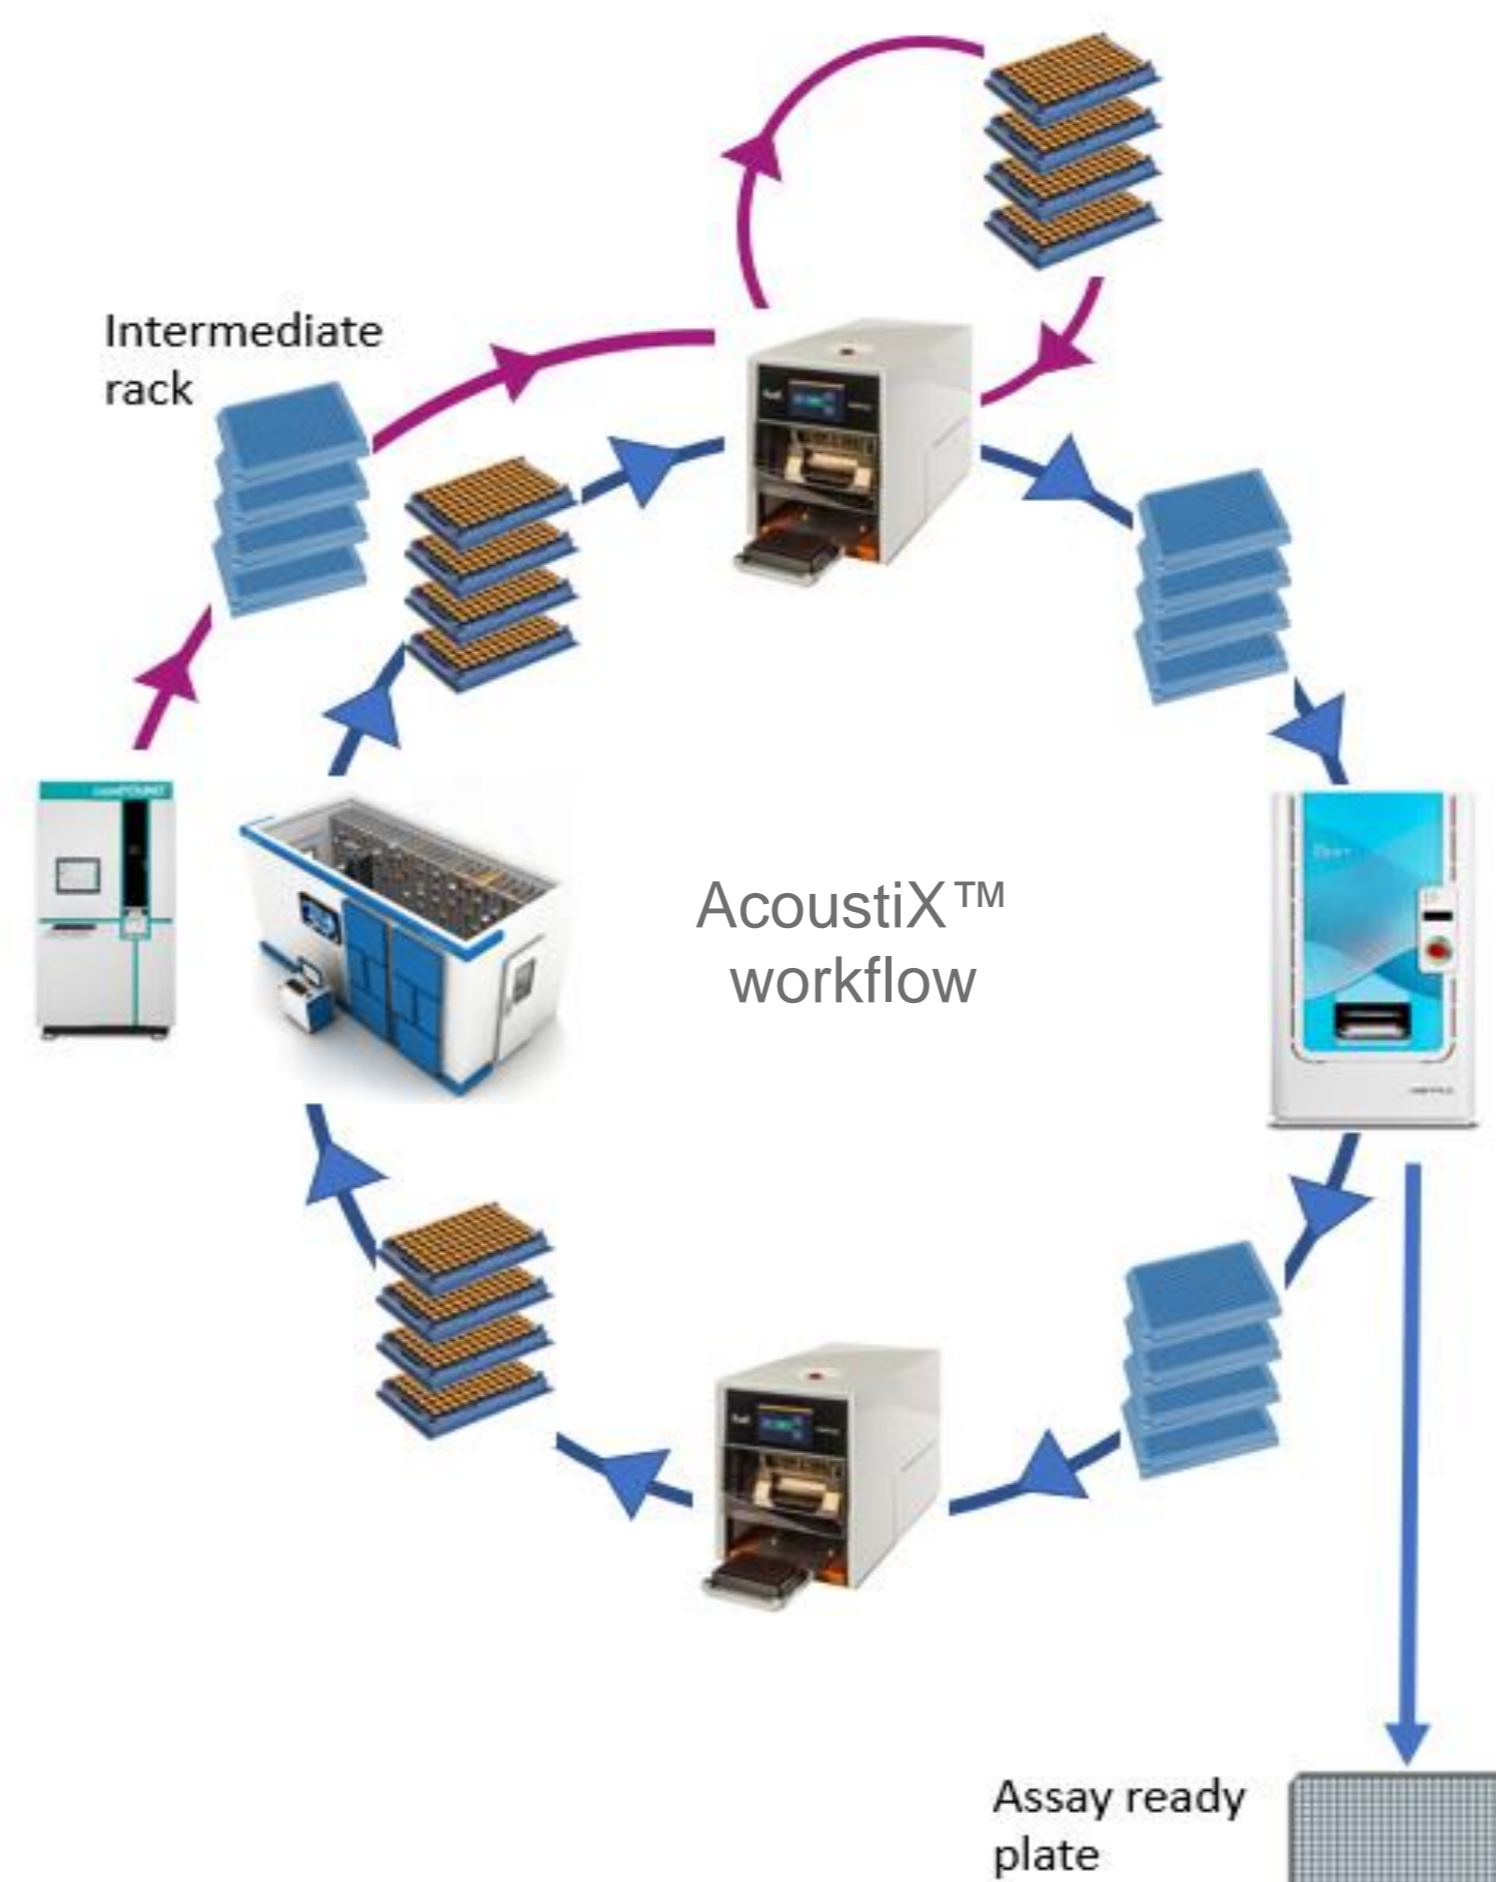 Intermediate
rack
AcoustiX™
workflow
Assay ready
plate